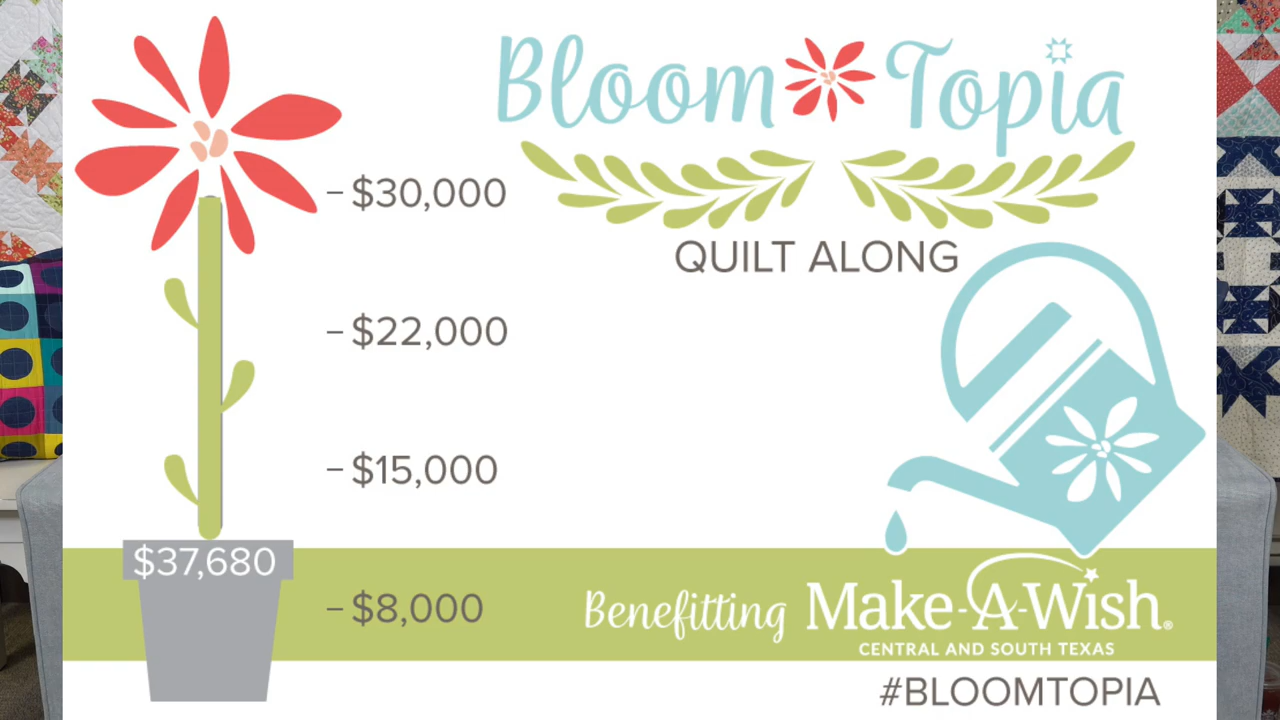 Bloom Topia
QUILT ALONG
– $30,000
– $22,000
– $15,000
$37,680
– $8,000
Benefitting Make-A-Wish®
CENTRAL AND SOUTH TEXAS
#BLOOMTOPIA